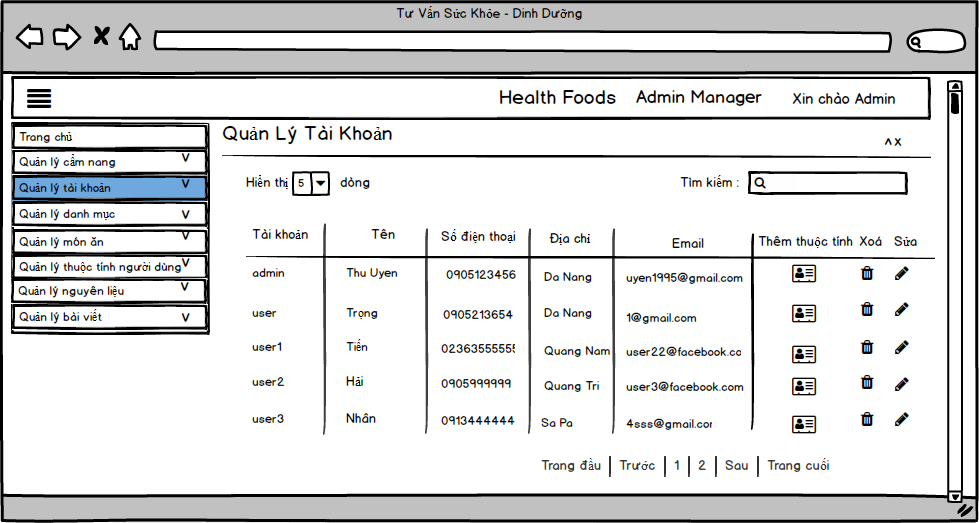 Tư Vấn Sức Khỏe - Dinh Dưỡng
Health Foods Admin Manager Xin chào Admin
Trang chủ
Quản lý cẩm nang
Quản lý tài khoản
Quản lý danh mục
Quản lý món ăn
Quản lý thuộc tính người dùng
Quản lý nguyên liệu
Quản lý bài viết
Quản Lý Tài Khoản
Hiển thị 5 dòng Tìm kiếm :
Tài khoản Tên Số điện thoại Địa chỉ Email Thêm thuộc tính Xoá Sửa
admin Thu Uyen 0905123456 Da Nang uyen1995@gmail.com
user Trọng 0905213654 Da Nang 1@gmail.com
user1 Tiến 02363555555 Quang Nam user22@facebook.co
user2 Hải 0905999999 Quang Tri user3@facebook.com
user3 Nhân 0913444444 Sa Pa 4sss@gmail.cor
Trang đầu Trước 1 2 Sau Trang cuối